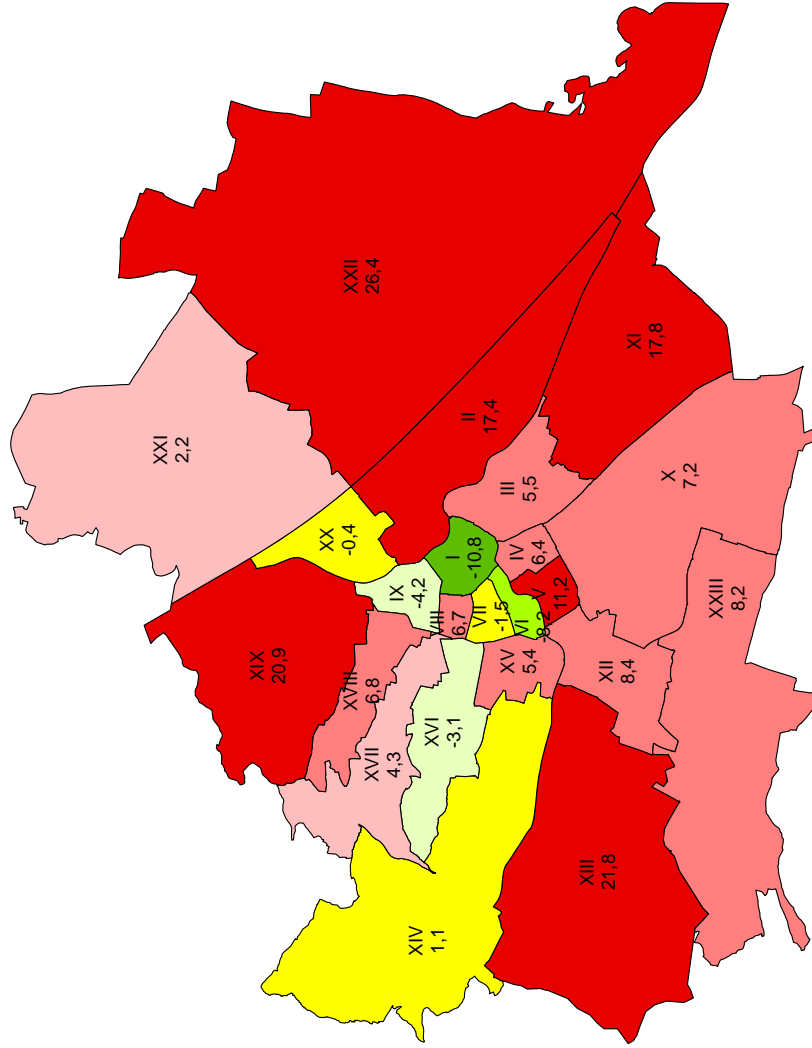 XXI
2,2
XIX
20,9
XX
-0,4
XXII
26,4
XVIII
6,8
XVII
4,3
IX
-4,2
XIV
1,1
XVI
-3,1
VIII
6,7
I
-10,8
II
17,4
VII
-1,5
XV
5,4
III
5,5
IV
6,4
VI
-8,2
V
11,2
XIII
21,8
XII
8,4
XI
17,8
X
7,2
XXIII
8,2